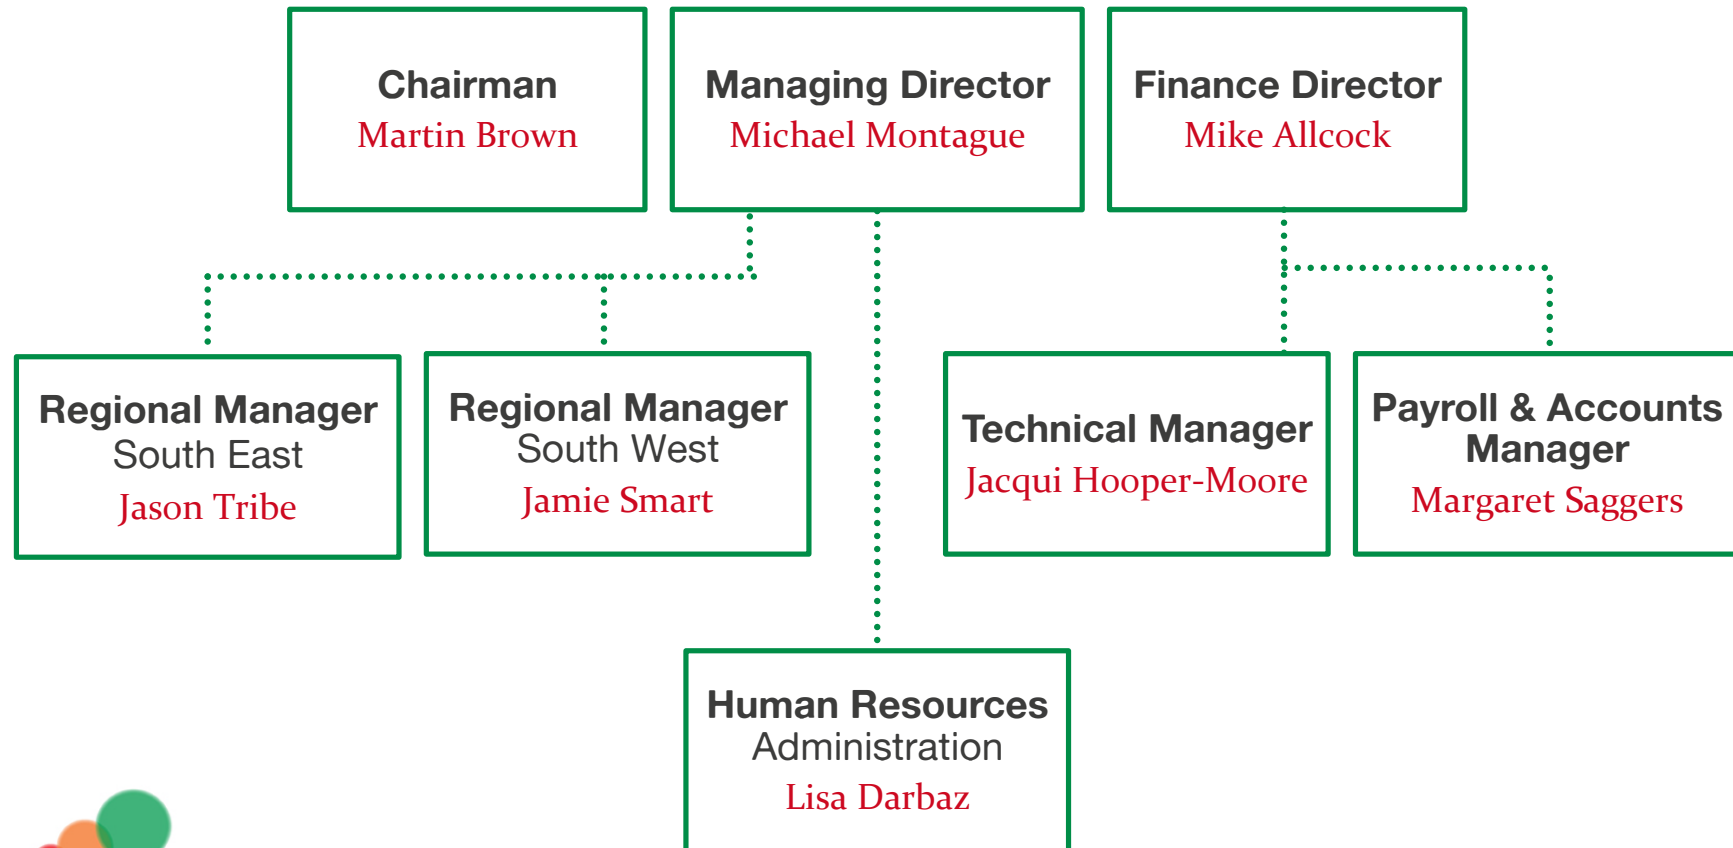 Chairman
Martin Brown
Managing Director
Michael Montague
Finance Director
Mike Allcock
Regional Manager
South East
Jason Tribe
Regional Manager
South West
Jamie Smart
Technical Manager
Jacqui Hooper-Moore
Payroll & Accounts
Manager
Margaret Saggers
Human Resources
Administration
Lisa Darbaz